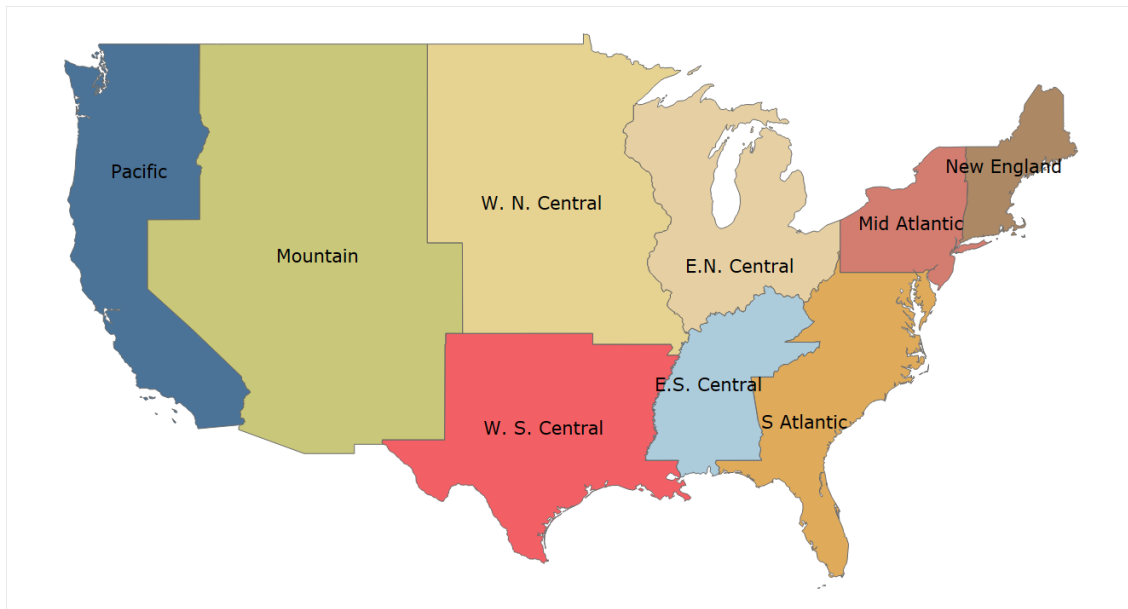 New England
Pacific
W. N. Central
Mid Atlantic
Mountain
E.N. Central
E.S. Central
S Atlantic
W. S. Central